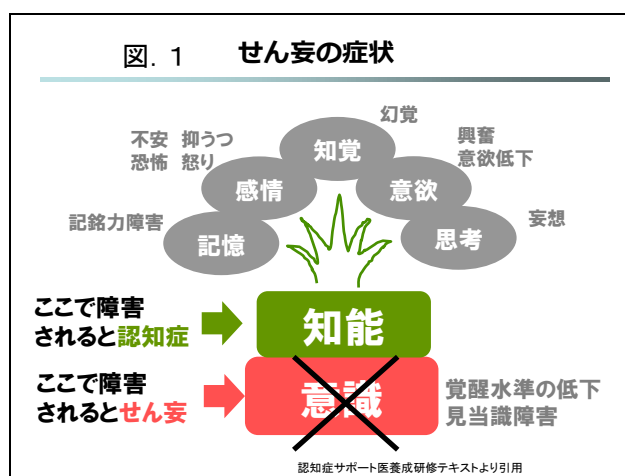 図．1 せん妄の症状
幻覚
不安 抑うつ
恐怖 怒り
知覚
興奮
意欲低下
感情
意欲
記銘力障害
記憶
思考
妄想
ここで障害
されると認知症
知能
ここで障害
されるとせん妄
意識
覚醒水準の低下
見当識障害
認知症サポート医養成研修テキストより引用